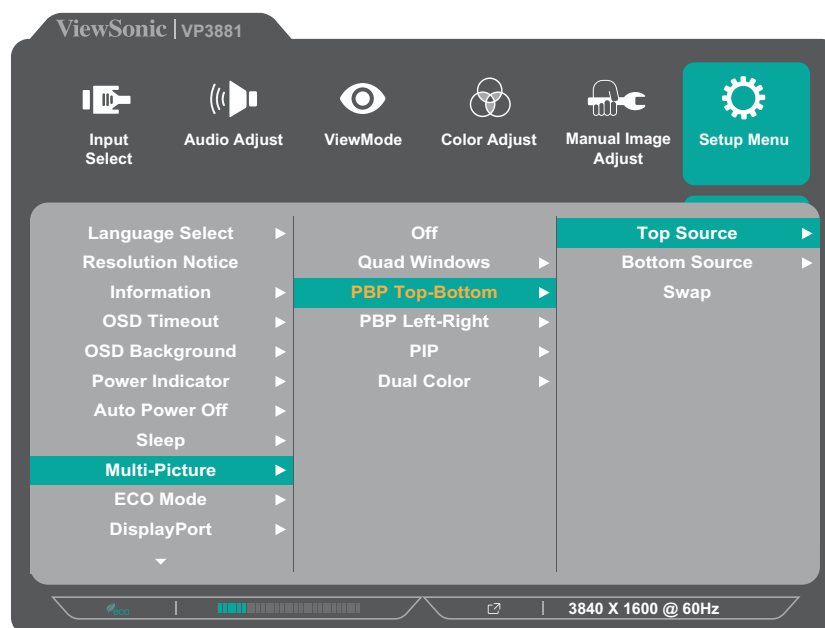 ViewSonic | VP3881
Input Select
Audio Adjust
ViewMode
Color Adjust
Manual Image Adjust
Setup Menu
Language Select
Resolution Notice
Information
OSD Timeout
OSD Background
Power Indicator
Auto Power Off
Sleep
Multi-Picture
ECO Mode
DisplayPort
Off
Quad Windows
PBP Top-Bottom
PBP Left-Right
PIP
Dual Color
Top Source
Bottom Source
Swap
eco
3840 X 1600 @ 60Hz